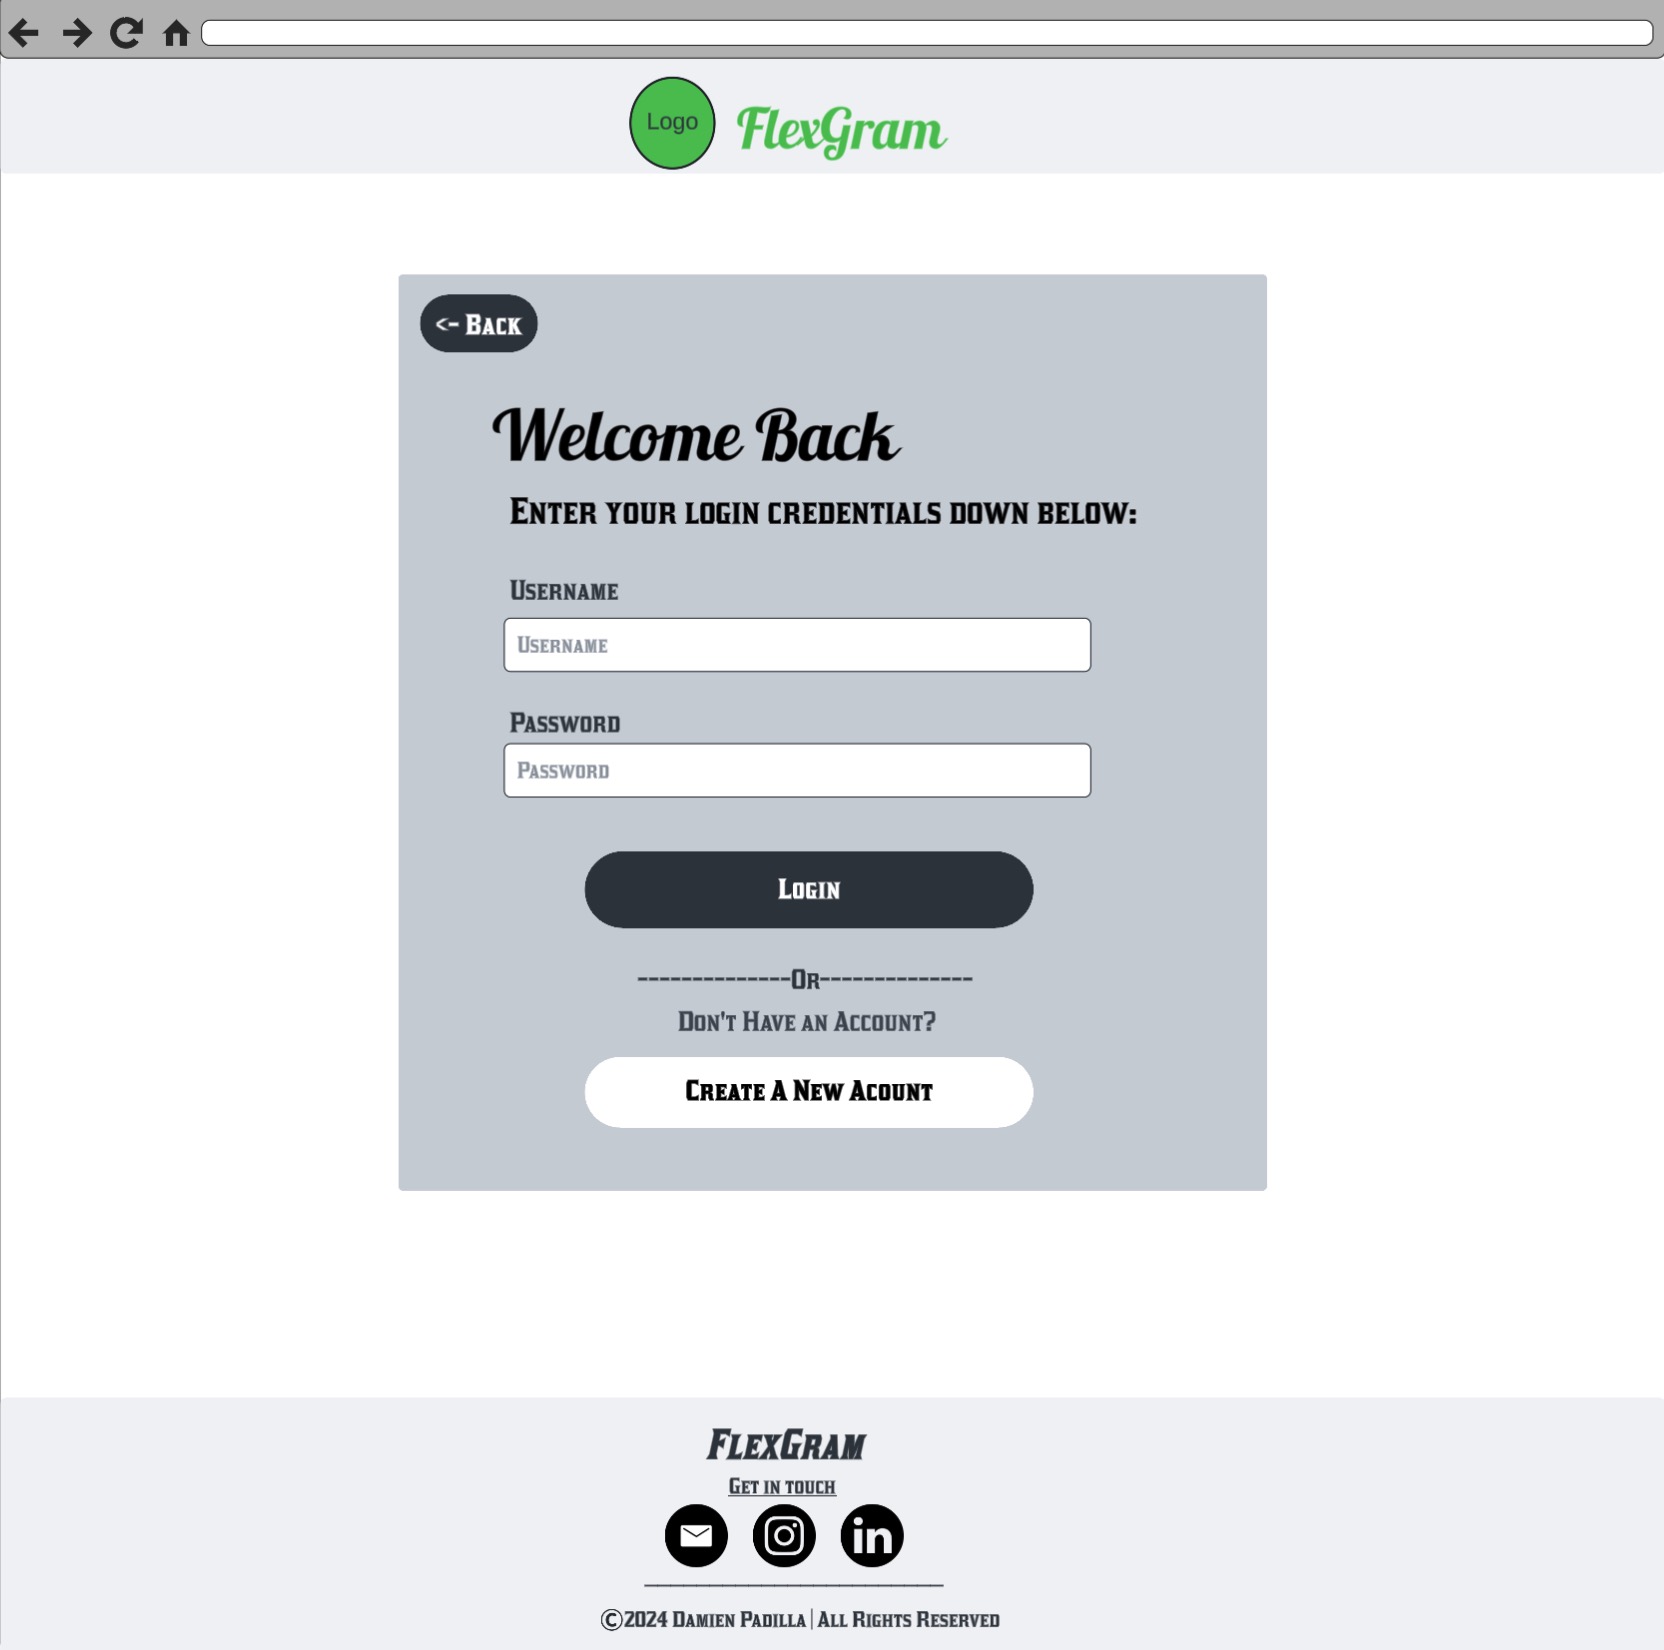 Logo
FlexGram
<- Back
Welcome Back
Enter your login credentials down below:
Username
Username
Password
Password
Login
--------------Or--------------
Don't Have an Account?
Create A New Acount
FlexGram
Get in touch
in
©2024 Damien Padilla | All Rights Reserved